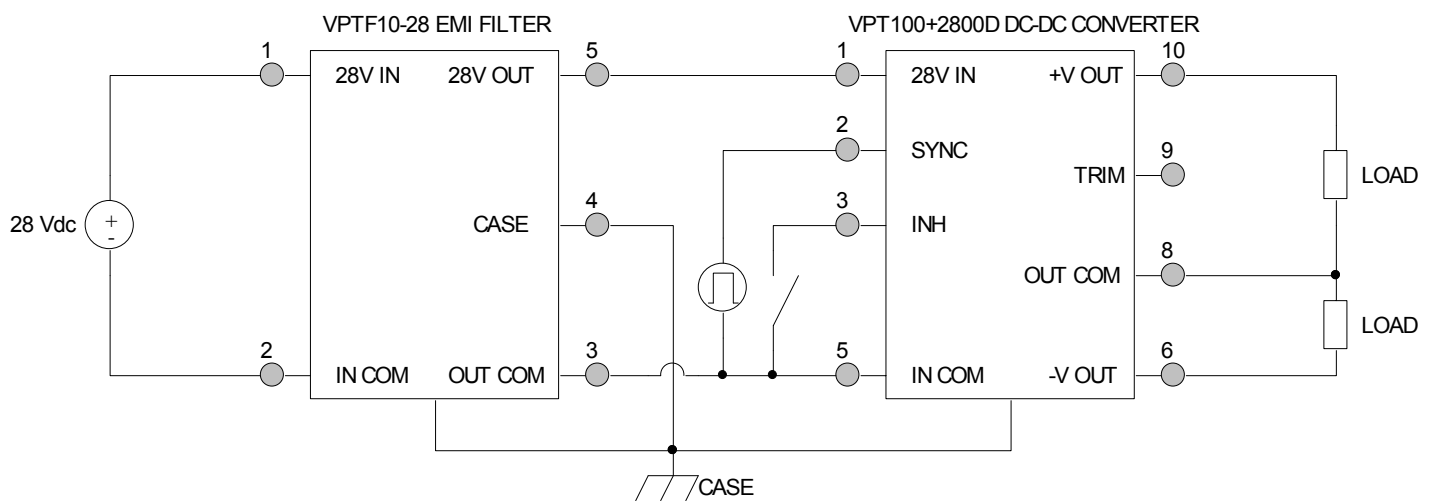 VPTF10-28 EMI FILTER
VPT100+2800D DC-DC CONVERTER
1
5
1
10
28V IN
28V OUT
28V IN
+V OUT
2
SYNC
9
TRIM
LOAD
28 Vdc
+
-
4
CASE
3
INH
8
OUT COM
LOAD
2
3
5
6
IN COM
OUT COM
IN COM
-V OUT
CASE